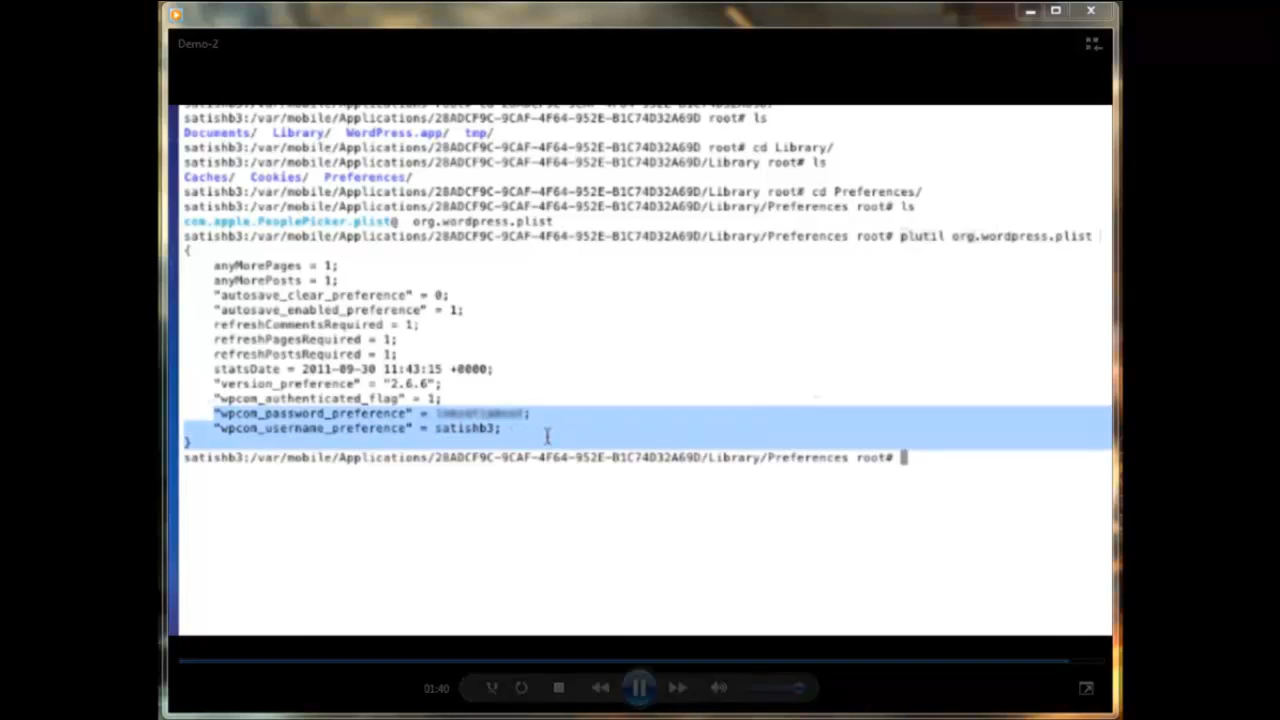 Demo-2
satishb3:/var/mobile/Applications/28ADCF9C-9CAF-4F64-952E-B1C74D32A69D root# ls
Documents/ Library/ WordPress.app/ tmp/
satishb3:/var/mobile/Applications/28ADCF9C-9CAF-4F64-952E-B1C74D32A69D root# cd Library/
satishb3:/var/mobile/Applications/28ADCF9C-9CAF-4F64-952E-B1C74D32A69D/Library root# ls
Caches/ Cookies/ Preferences/
satishb3:/var/mobile/Applications/28ADCF9C-9CAF-4F64-952E-B1C74D32A69D/Library root# cd Preferences/
satishb3:/var/mobile/Applications/28ADCF9C-9CAF-4F64-952E-B1C74D32A69D/Library/Preferences root# ls
com.apple.PeoplePicker.plist@ org.wordpress.plist
satishb3:/var/mobile/Applications/28ADCF9C-9CAF-4F64-952E-B1C74D32A69D/Library/Preferences root# plutil org.wordpress.plist
{
anyMorePages = 1;
anyMorePosts = 1;
"autosave_clear_preference" = 0;
"autosave_enabled_preference" = 1;
refreshCommentsRequired = 1;
refreshPagesRequired = 1;
refreshPostsRequired = 1;
statsDate = 2011-09-30 11:43:15 +0000;
"version_preference" = "2.6.6";
"wpcom_authenticated_flag" = 1;
"wpcom_password_preference" = ;
"wpcom_username_preference" = satishb3;
}
satishb3:/var/mobile/Applications/28ADCF9C-9CAF-4F64-952E-B1C74D32A69D/Library/Preferences root#
01:40